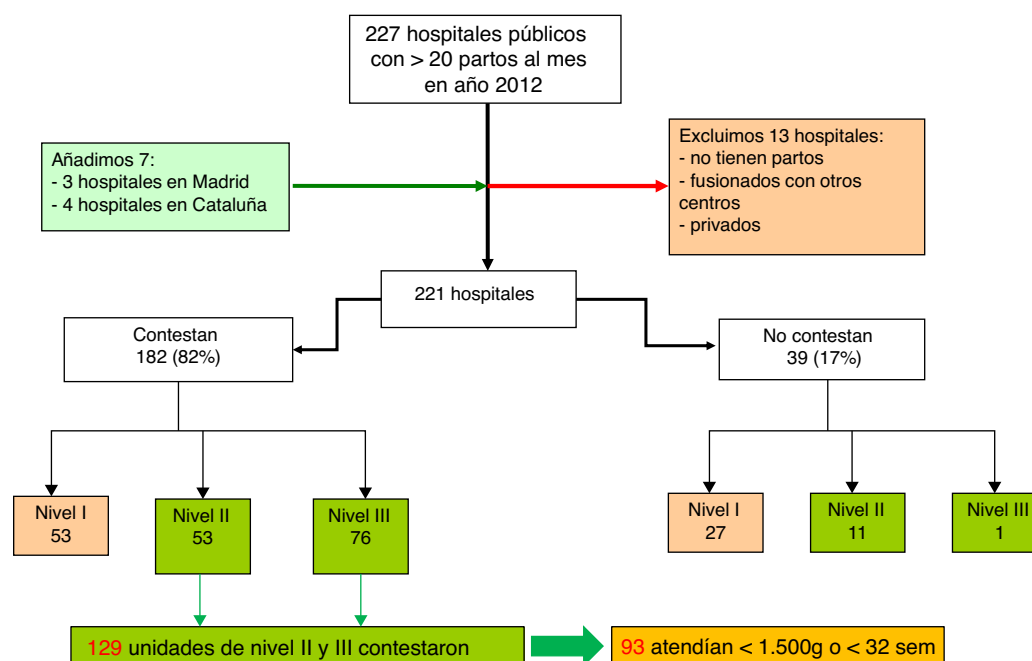 227 hospitales públicos
con > 20 partos al mes
en año 2012
Añadimos 7:
- 3 hospitales en Madrid
- 4 hospitales en Cataluña
Excluimos 13 hospitales:
- no tienen partos
- fusionados con otros
centros
- privados
221 hospitales
Contestan
182 (82%)
No contestan
39 (17%)
Nivel I
53
Nivel II
53
Nivel III
76
Nivel I
27
Nivel II
11
Nivel III
1
129 unidades de nivel II y III contestaron
93 atendían < 1.500g o < 32 sem